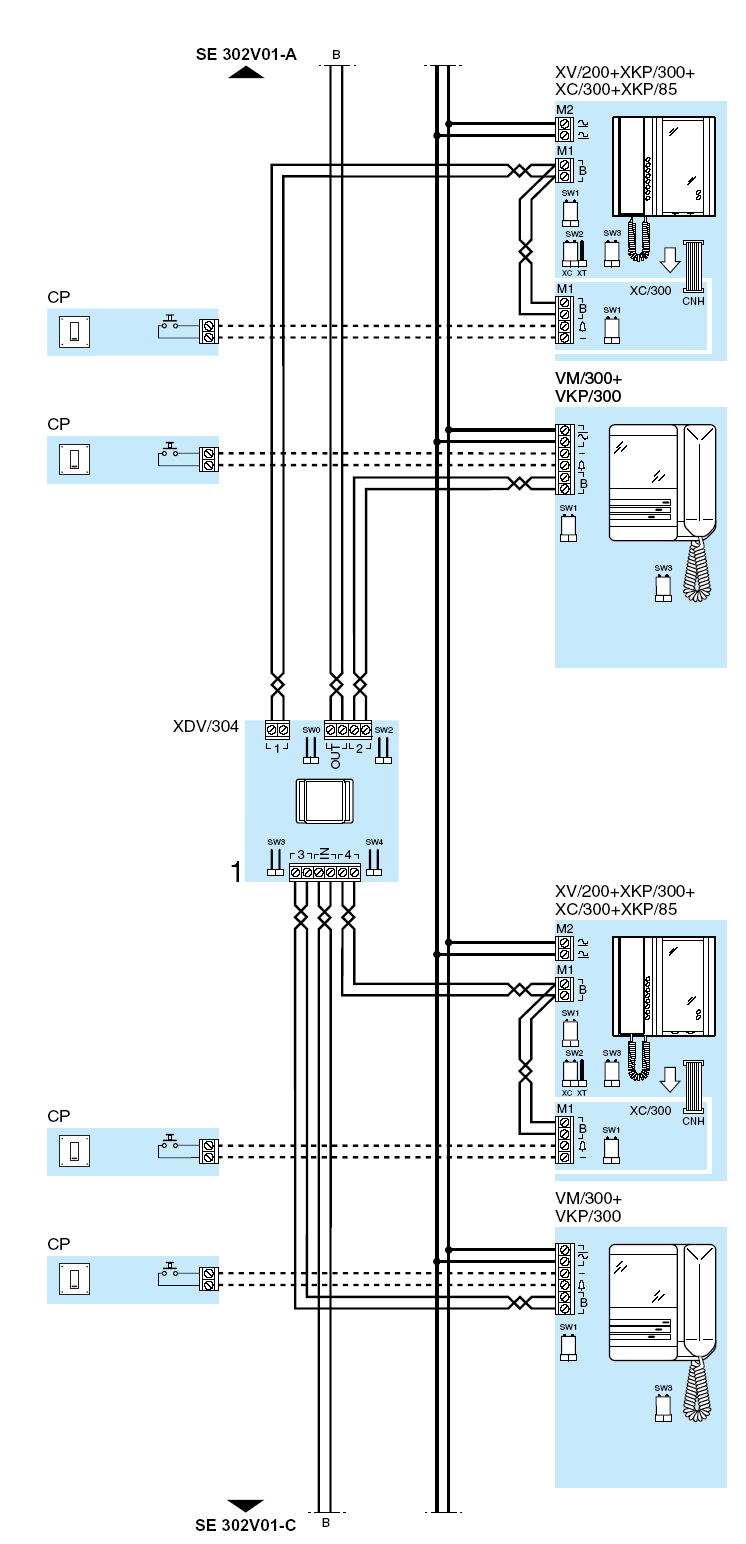 SE 302V01-A
B
XV/200+XKP/300+
XC/300+XKP/85
M2
M1
B
SW1
SW2
SW3
XC XT
XC/300
CNH
M1
B
SW1
CP
VM/300+
VKP/300
CP
B
SW1
SW3
XDV/304
1
SW0
OUT
2
SW2
SW3
3
IN
4
SW4
1
XV/200+XKP/300+
XC/300+XKP/85
M2
M1
B
SW1
SW2
SW3
XC XT
XC/300
CNH
M1
B
SW1
CP
VM/300+
VKP/300
CP
B
SW1
SW3
SE 302V01-C
B